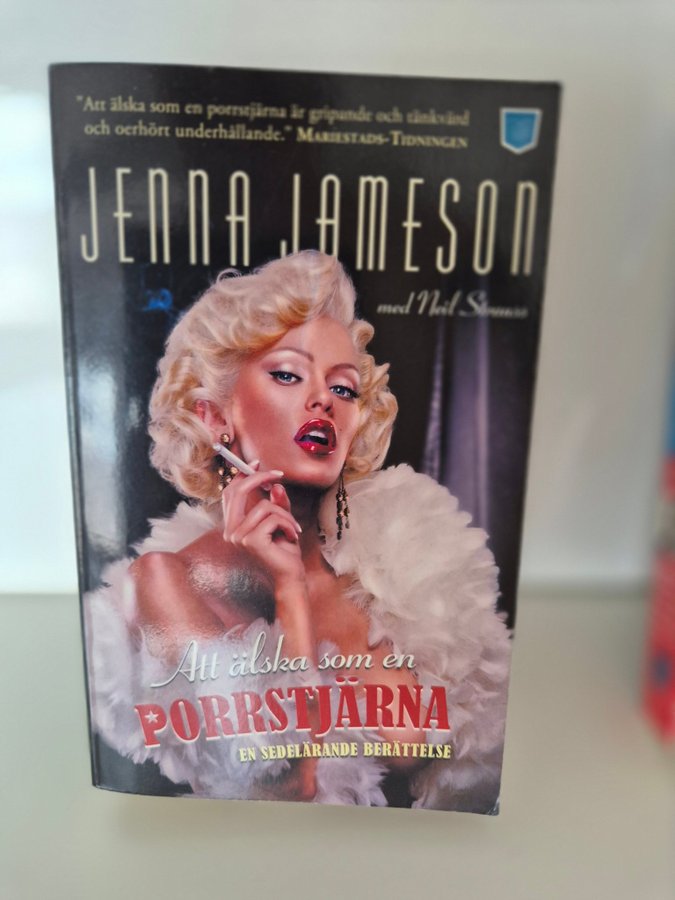 "Att älska som en porrstjärna är gripande och tänkvärd
och oerhört underhållande." MARIESTADS-TIDNINGEN
JENNA JAMESON
med Neil Strauss
Att älska som en
PORRSTJÄRNA
EN SEDELÄRANDE BERÄTTELSE